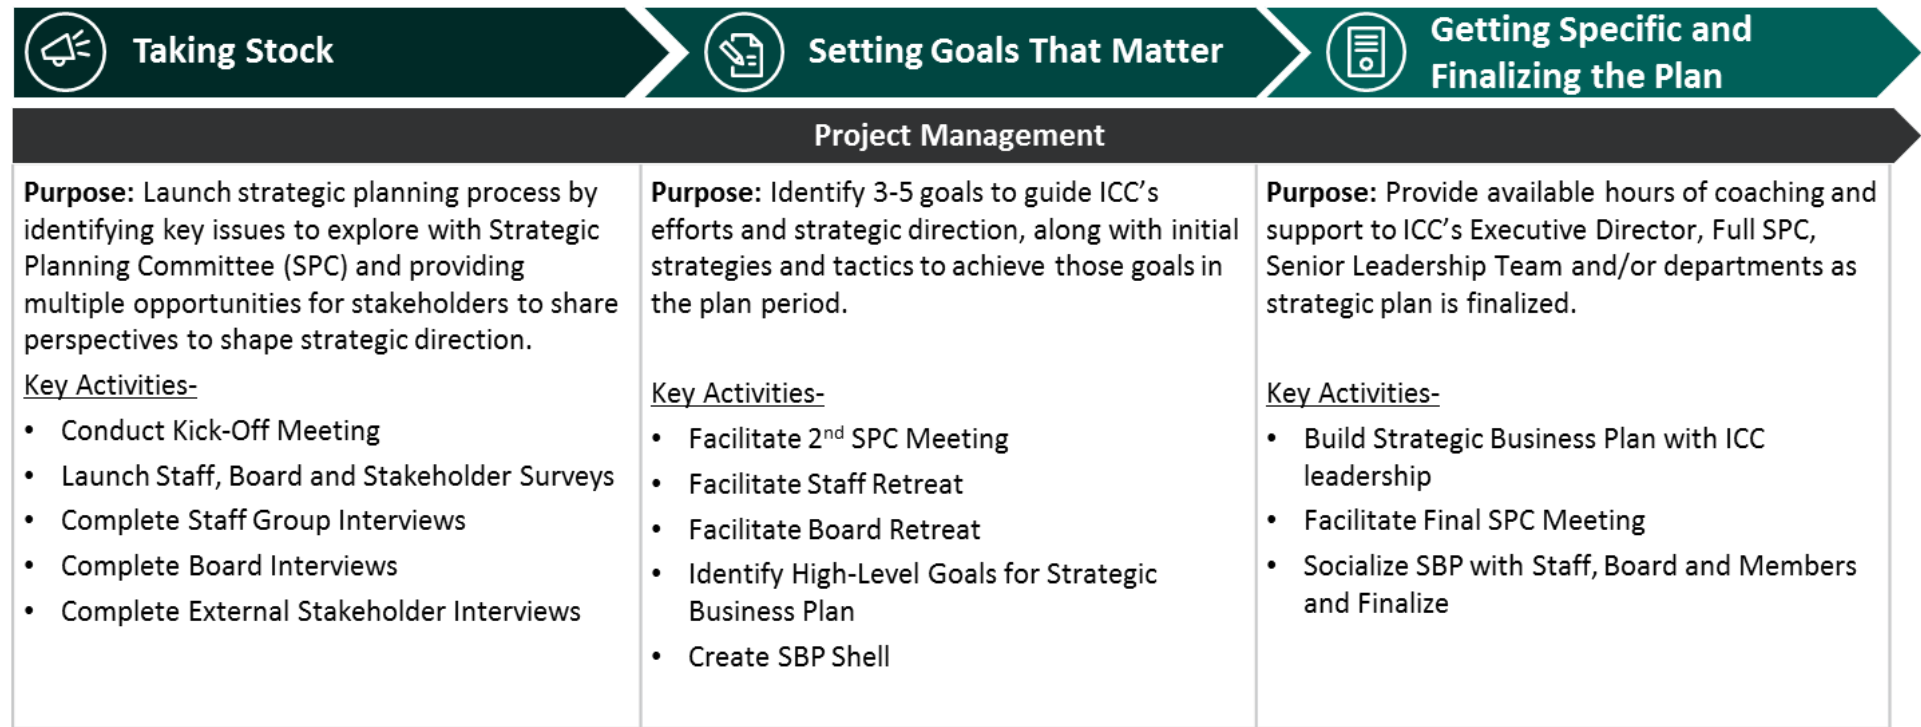 Taking Stock
Setting Goals That Matter
Getting Specific and
Finalizing the Plan
Project Management
Purpose: Launch strategic planning process by
identifying key issues to explore with Strategic
Planning Committee (SPC) and providing
multiple opportunities for stakeholders to share
perspectives to shape strategic direction.
Key Activities-
• Conduct Kick-Off Meeting
• Launch Staff, Board and Stakeholder Surveys
• Complete Staff Group Interviews
• Complete Board Interviews
• Complete External Stakeholder Interviews
Purpose: Identify 3-5 goals to guide ICC’s
efforts and strategic direction, along with initial
strategies and tactics to achieve those goals in
the plan period.
Key Activities-
• Facilitate 2nd SPC Meeting
• Facilitate Staff Retreat
• Facilitate Board Retreat
• Identify High-Level Goals for Strategic
Business Plan
• Create SBP Shell
Purpose: Provide available hours of coaching and
support to ICC’s Executive Director, Full SPC,
Senior Leadership Team and/or departments as
strategic plan is finalized.
Key Activities-
• Build Strategic Business Plan with ICC
leadership
• Facilitate Final SPC Meeting
• Socialize SBP with Staff, Board and Members
and Finalize